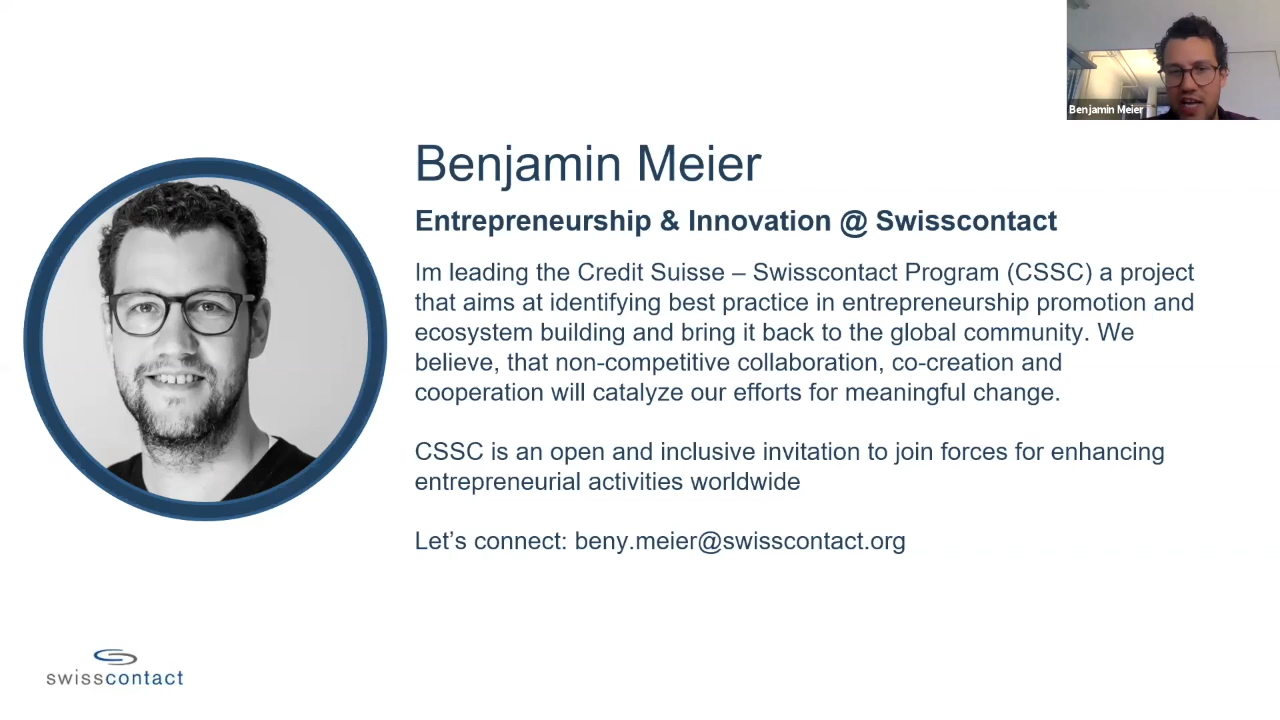 Benjamin Meier
Benjamin Meier
Entrepreneurship & Innovation @ Swisscontact
Im leading the Credit Suisse – Swisscontact Program (CSSC) a project
that aims at identifying best practice in entrepreneurship promotion and
ecosystem building and bring it back to the global community. We
believe, that non-competitive collaboration, co-creation and
cooperation will catalyze our efforts for meaningful change.
CSSC is an open and inclusive invitation to join forces for enhancing
entrepreneurial activities worldwide
Let’s connect: beny.meier@swisscontact.org
swisscontact